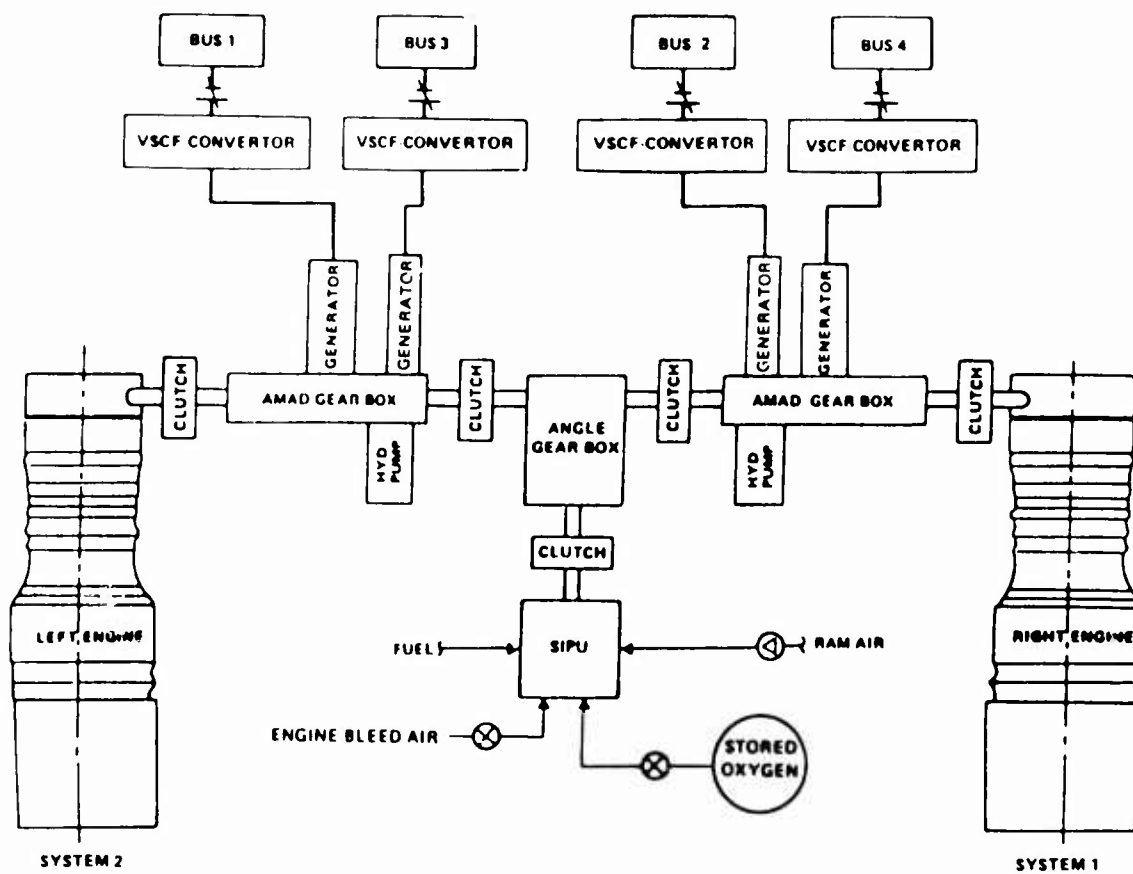 BUS 1
BUS 3
BUS 2
BUS 4
VSCF CONVERTOR
VSCF CONVERTOR
VSCF CONVERTOR
VSCF CONVERTOR
GENERATOR
GENERATOR
GENERATOR
GENERATOR
CLUTCH
AMAD GEAR BOX
CLUTCH
ANGLE
GEAR BOX
CLUTCH
AMAD GEAR BOX
CLUTCH
HYD
PUMP
HYD
PUMP
CLUTCH
LEFT ENGINE
FUEL
SIPU
RAM AIR
RIGHT ENGINE
ENGINE BLEED AIR
STORED
OXYGEN
SYSTEM 2
SYSTEM 1